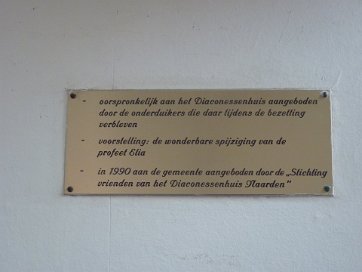 - oorspronkelijk aan het Diaconessenhuis aangeboden
door de onderduikers die daar tijdens de bezetting
verbleven
- voorstelling: de wonderbare spijziging van de
profeet Elia
- in 1990 aan de gemeente aangeboden door de „Stichting
vrienden van het Diaconessenhuis Naarden"